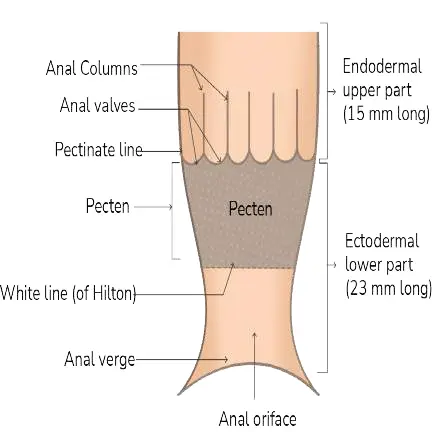 Anal Columns
Anal valves
Pectinate line
Pecten
Pecten
White line (of Hilton)
Anal verge
Anal oriface
Endodermal
upper part
(15 mm long)
Ectodermal
lower part
(23 mm long)